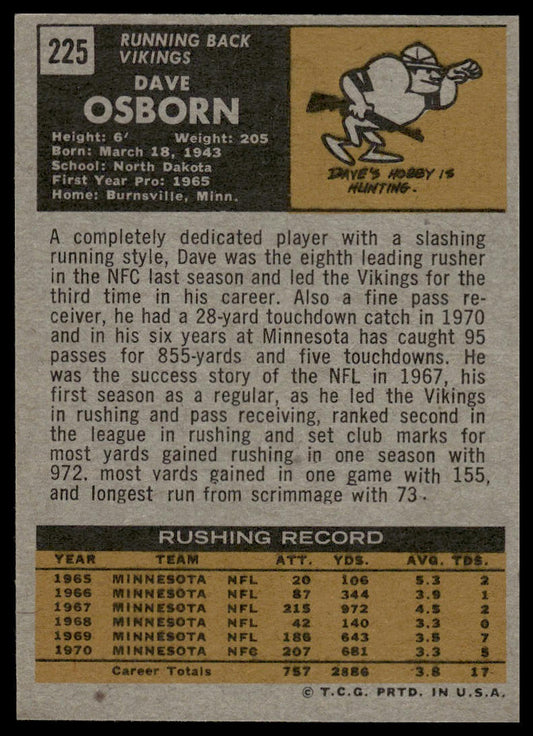 225
RUNNING BACK
VIKINGS
DAVE
OSBORN
Height: 6' Weight: 205
Born: March 18, 1943
School: North Dakota
First Year Pro: 1965
Home: Burnsville, Minn.
DAVE'S HOBBY IS
HUNTING.
A completely dedicated player with a slashing
running style, Dave was the eighth leading rusher
in the NFC last season and led the Vikings for the
third time in his career. Also a fine pass re-
ceiver, he had a 28-yard touchdown catch in 1970
and in his six years at Minnesota has caught 95
passes for 855-yards and five touchdowns. He
was the success story of the NFL in 1967, his
first season as a regular, as he led the Vikings
in rushing and pass receiving, ranked second in
the league in rushing and set club marks for
most yards gained rushing in one season with
972. most yards gained in one game with 155,
and longest run from scrimmage with 73.
RUSHING RECORD
YEAR TEAM ATT. YDS. AVG. TDS.
1965 MINNESOTA NFL 20 106 5.3 2
1966 MINNESOTA NFL 87 344 3.9 1
1967 MINNESOTA NFL 215 972 4.5 2
1968 MINNESOTA NFL 42 140 3.3 0
1969 MINNESOTA NFL 186 643 3.5 7
1970 MINNESOTA NFC 207 681 3.3 5
Career Totals 757 2886 3.8 17
© T.C.G. PRTD. IN U.S.A.